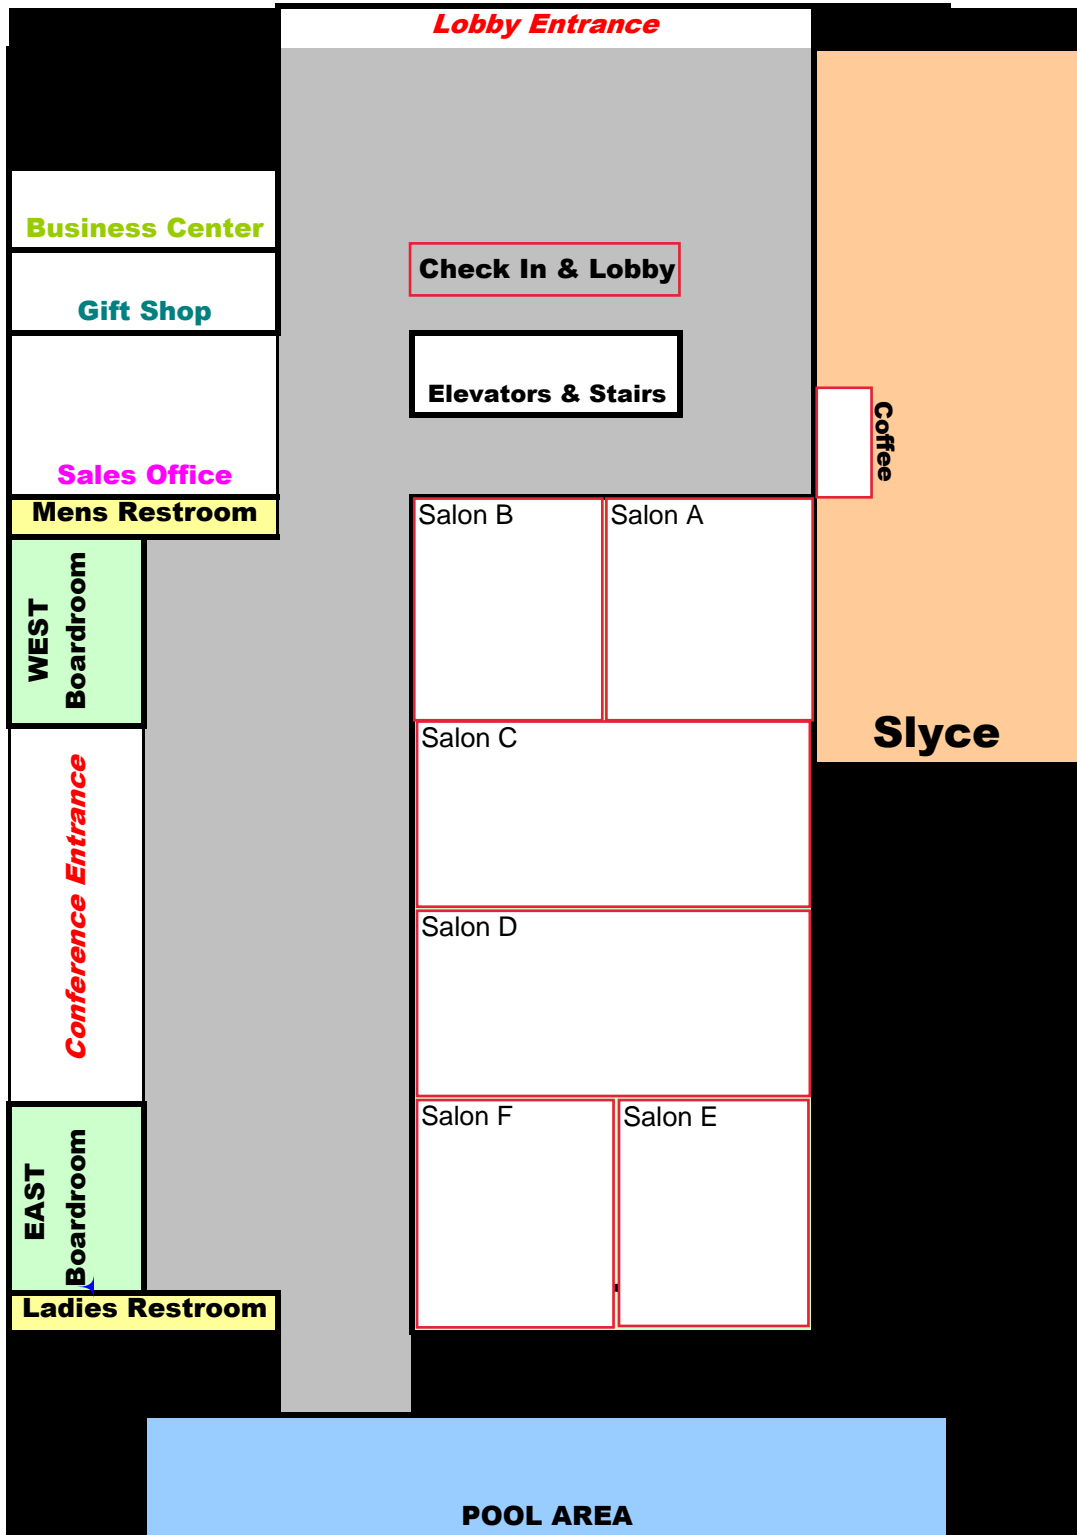 Lobby Entrance
Business Center
Check In & Lobby
Gift Shop
Elevators & Stairs
Coffee
Sales Office
Mens Restroom
Salon B
Salon A
WEST
Boardroom
Slyce
Salon C
Conference Entrance
Salon D
Salon F
Salon E
EAST
Boardroom
Ladies Restroom
POOL AREA